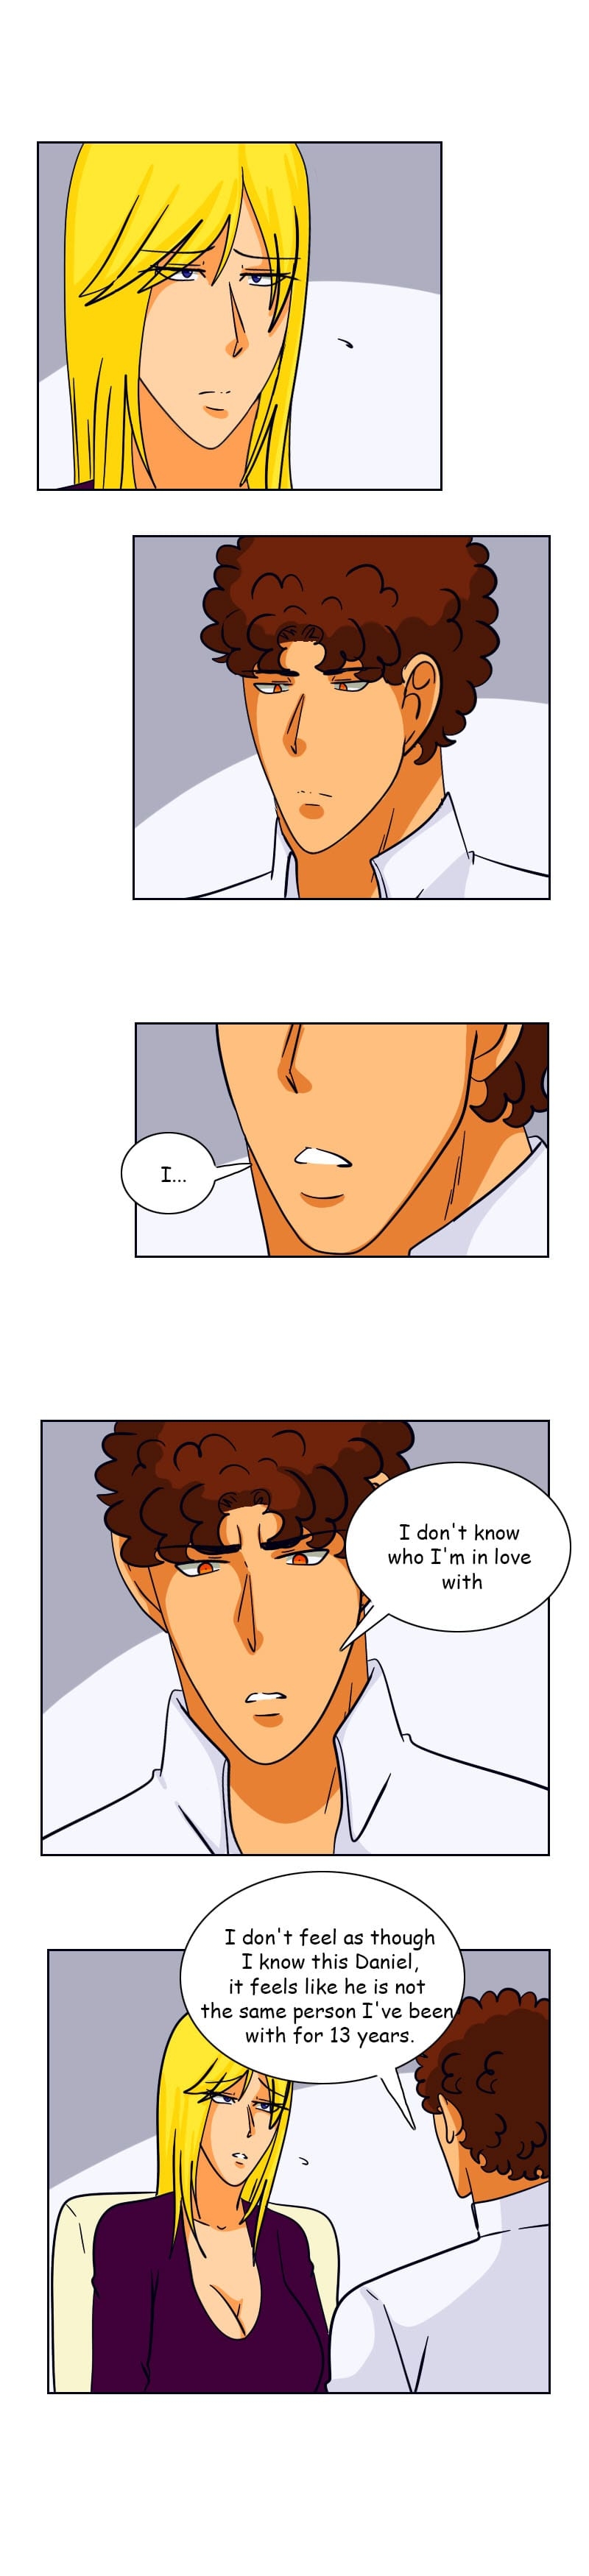 I...
I don't know
who I'm in love
with
I don't feel as though
I know this Daniel,
it feels like he is not
the same person I've been
with for 13 years.